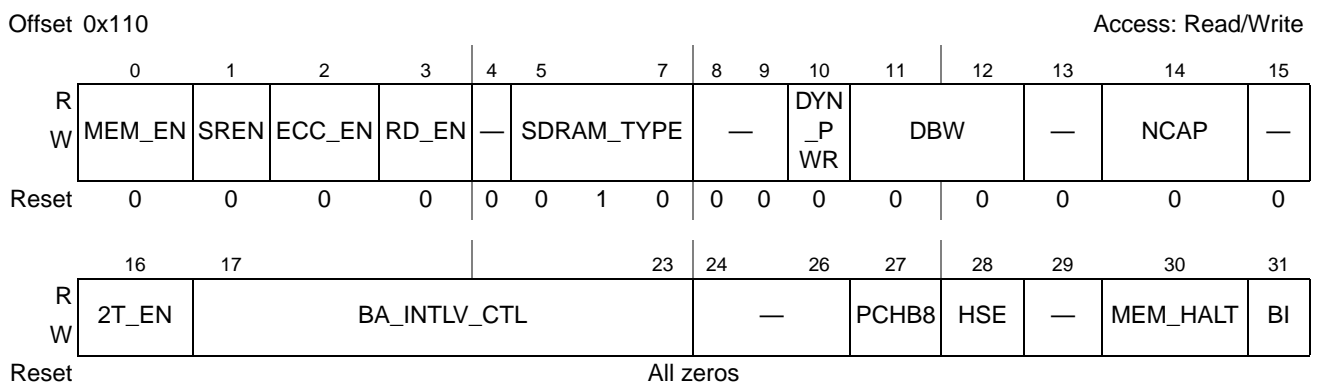 Offset 0x110 Access: Read/Write
0 1 2 3 4 5 7 8 9 10 11 12 13 14 15
R
W
MEM_EN SREN ECC_EN RD_EN — SDRAM_TYPE — DYN
_P
WR
DBW — NCAP —
Reset 0 0 0 0 0 0 1 0 0 0 0 0 0 0 0 0
16 17 23 24 26 27 28 29 30 31
R
W
2T_EN BA_INTLV_CTL — PCHB8 HSE — MEM_HALT BI
Reset All zeros